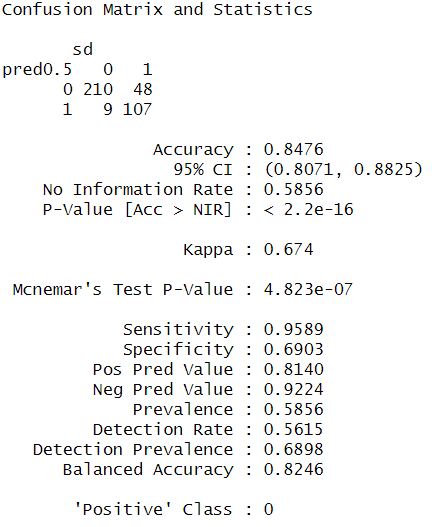 Confusion Matrix and Statistics
sd
pred0.5 0 1
0 210 48
1 9 107
Accuracy : 0.8476
95% CI : (0.8071, 0.8825)
No Information Rate : 0.5856
P-Value [Acc > NIR] : < 2.2e-16
Kappa : 0.674
Mcnemar's Test P-Value : 4.823e-07
Sensitivity : 0.9589
Specificity : 0.6903
Pos Pred Value : 0.8140
Neg Pred Value : 0.9224
Prevalence : 0.5856
Detection Rate : 0.5615
Detection Prevalence : 0.6898
Balanced Accuracy : 0.8246
'Positive' Class : 0